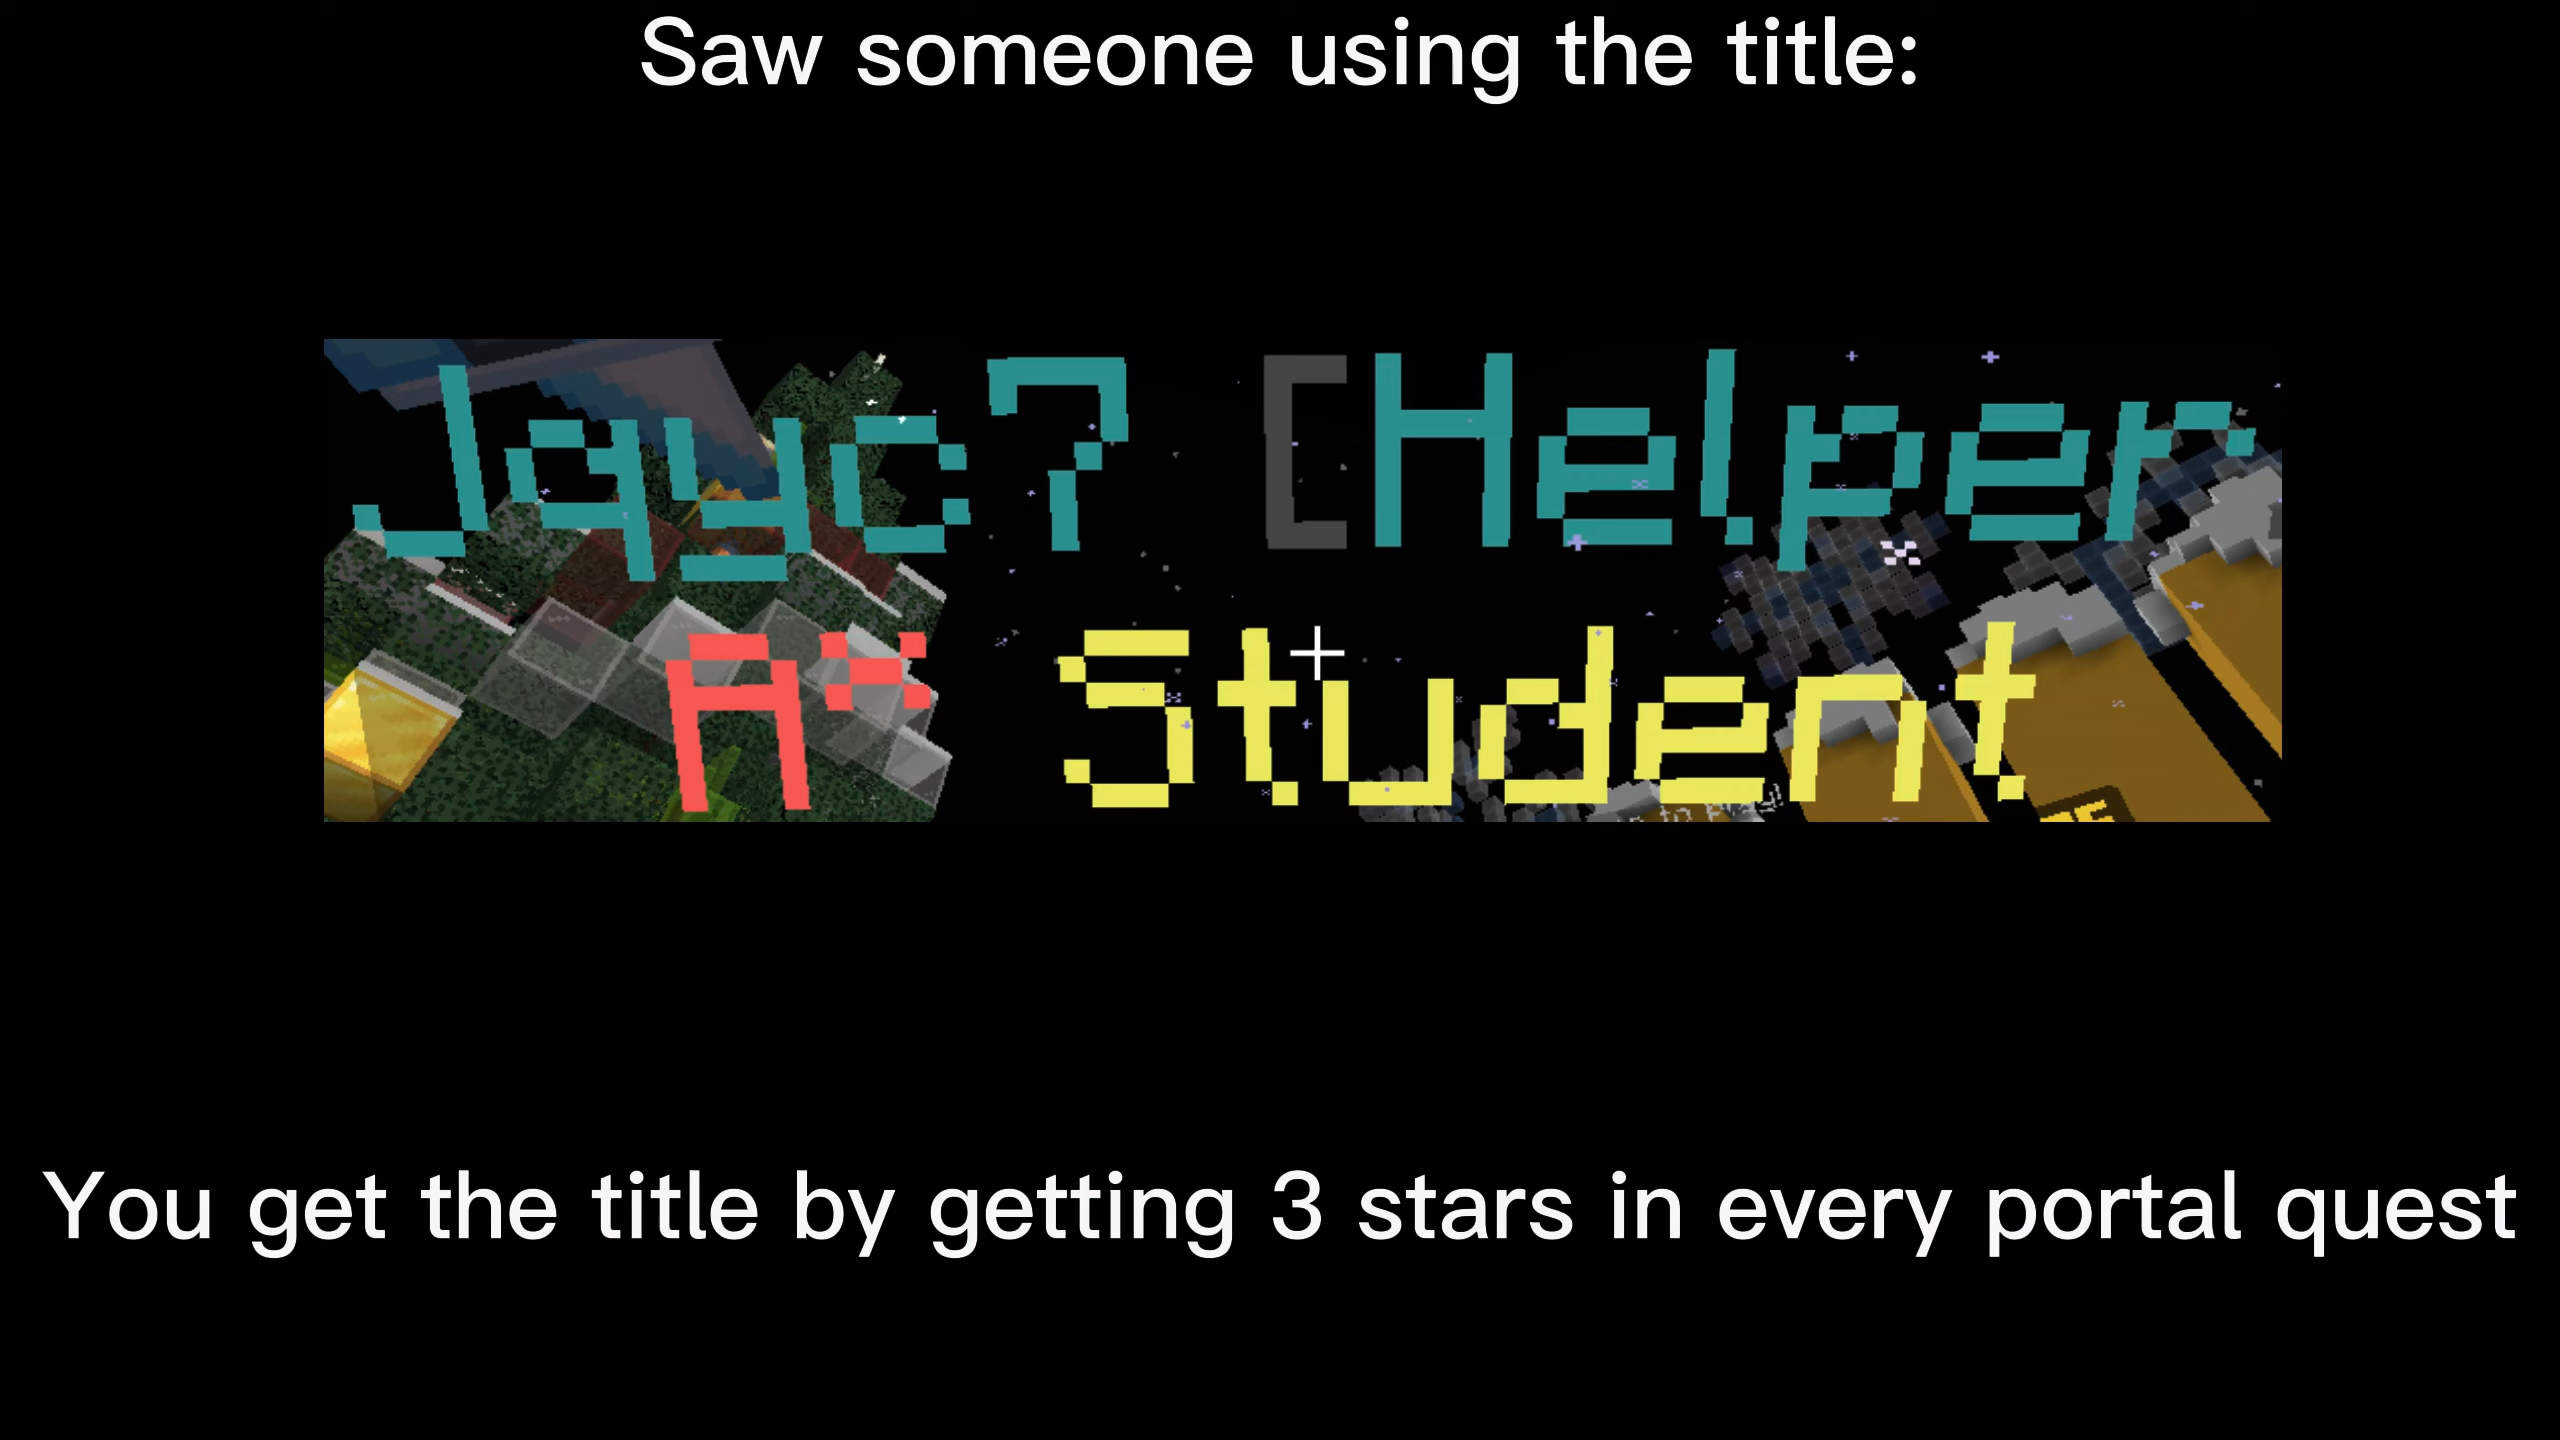 Saw someone using the title:
Jqyc7 [Helper
A* Student
You get the title by getting 3 stars in every portal quest